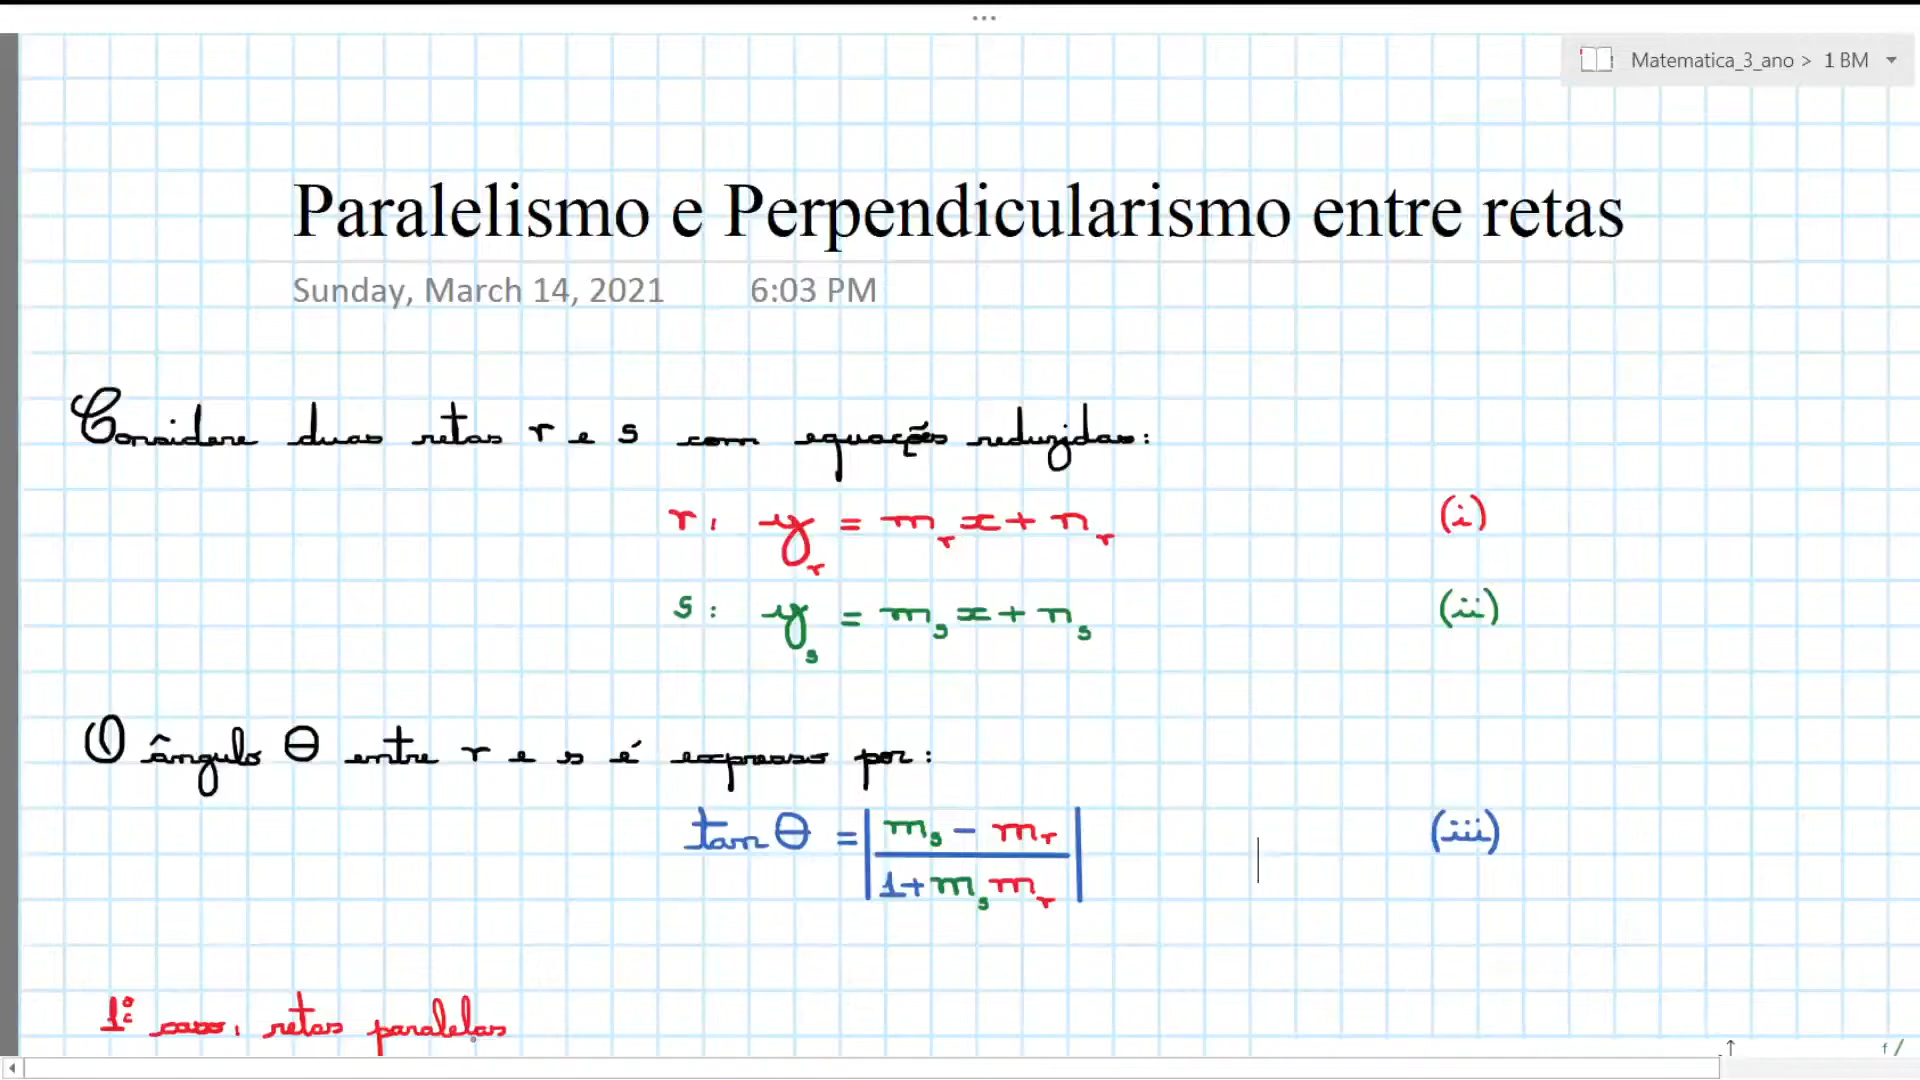 Matematica_3_ano > 1 BM
Paralelismo e Perpendicularismo entre retas
Sunday, March 14, 2021 6:03 PM
Considere duas retas r e s com equações reduzidas:
r: y_r = m_r x + n_r (i)
s: y_s = m_s x + n_s (ii)
O ângulo θ entre r e s é expresso por:
tan θ = | (m_s - m_r) / (1 + m_s m_r) | (iii)
1º caso: retas paralelas